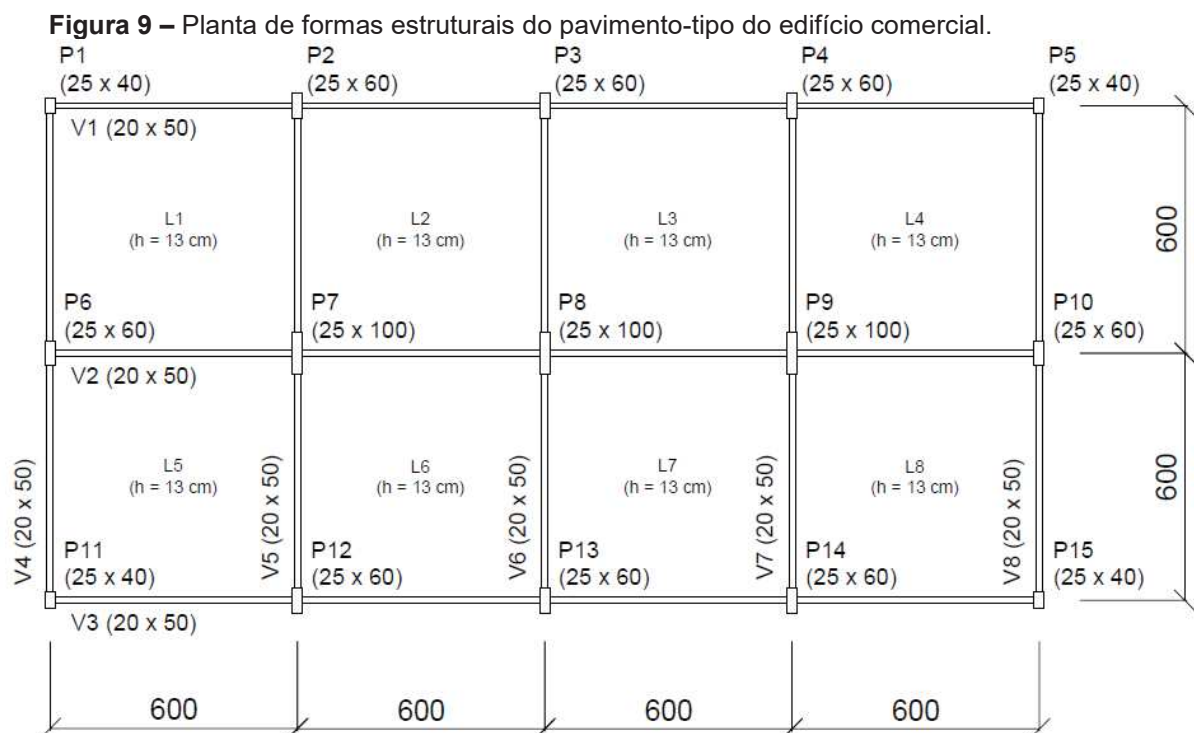 Figura 9 – Planta de formas estruturais do pavimento-tipo do edifício comercial.
P1
(25 x 40)
P2
(25 x 60)
P3
(25 x 60)
P4
(25 x 60)
P5
(25 x 40)
V1 (20 x 50)
L1
(h = 13 cm)
L2
(h = 13 cm)
L3
(h = 13 cm)
L4
(h = 13 cm)
600
P6
(25 x 60)
P7
(25 x 100)
P8
(25 x 100)
P9
(25 x 100)
P10
(25 x 60)
V2 (20 x 50)
V4 (20 x 50)
L5
(h = 13 cm)
V5 (20 x 50)
L6
(h = 13 cm)
V6 (20 x 50)
L7
(h = 13 cm)
V7 (20 x 50)
L8
(h = 13 cm)
V8 (20 x 50)
600
P11
(25 x 40)
P12
(25 x 60)
P13
(25 x 60)
P14
(25 x 60)
P15
(25 x 40)
V3 (20 x 50)
600
600
600
600